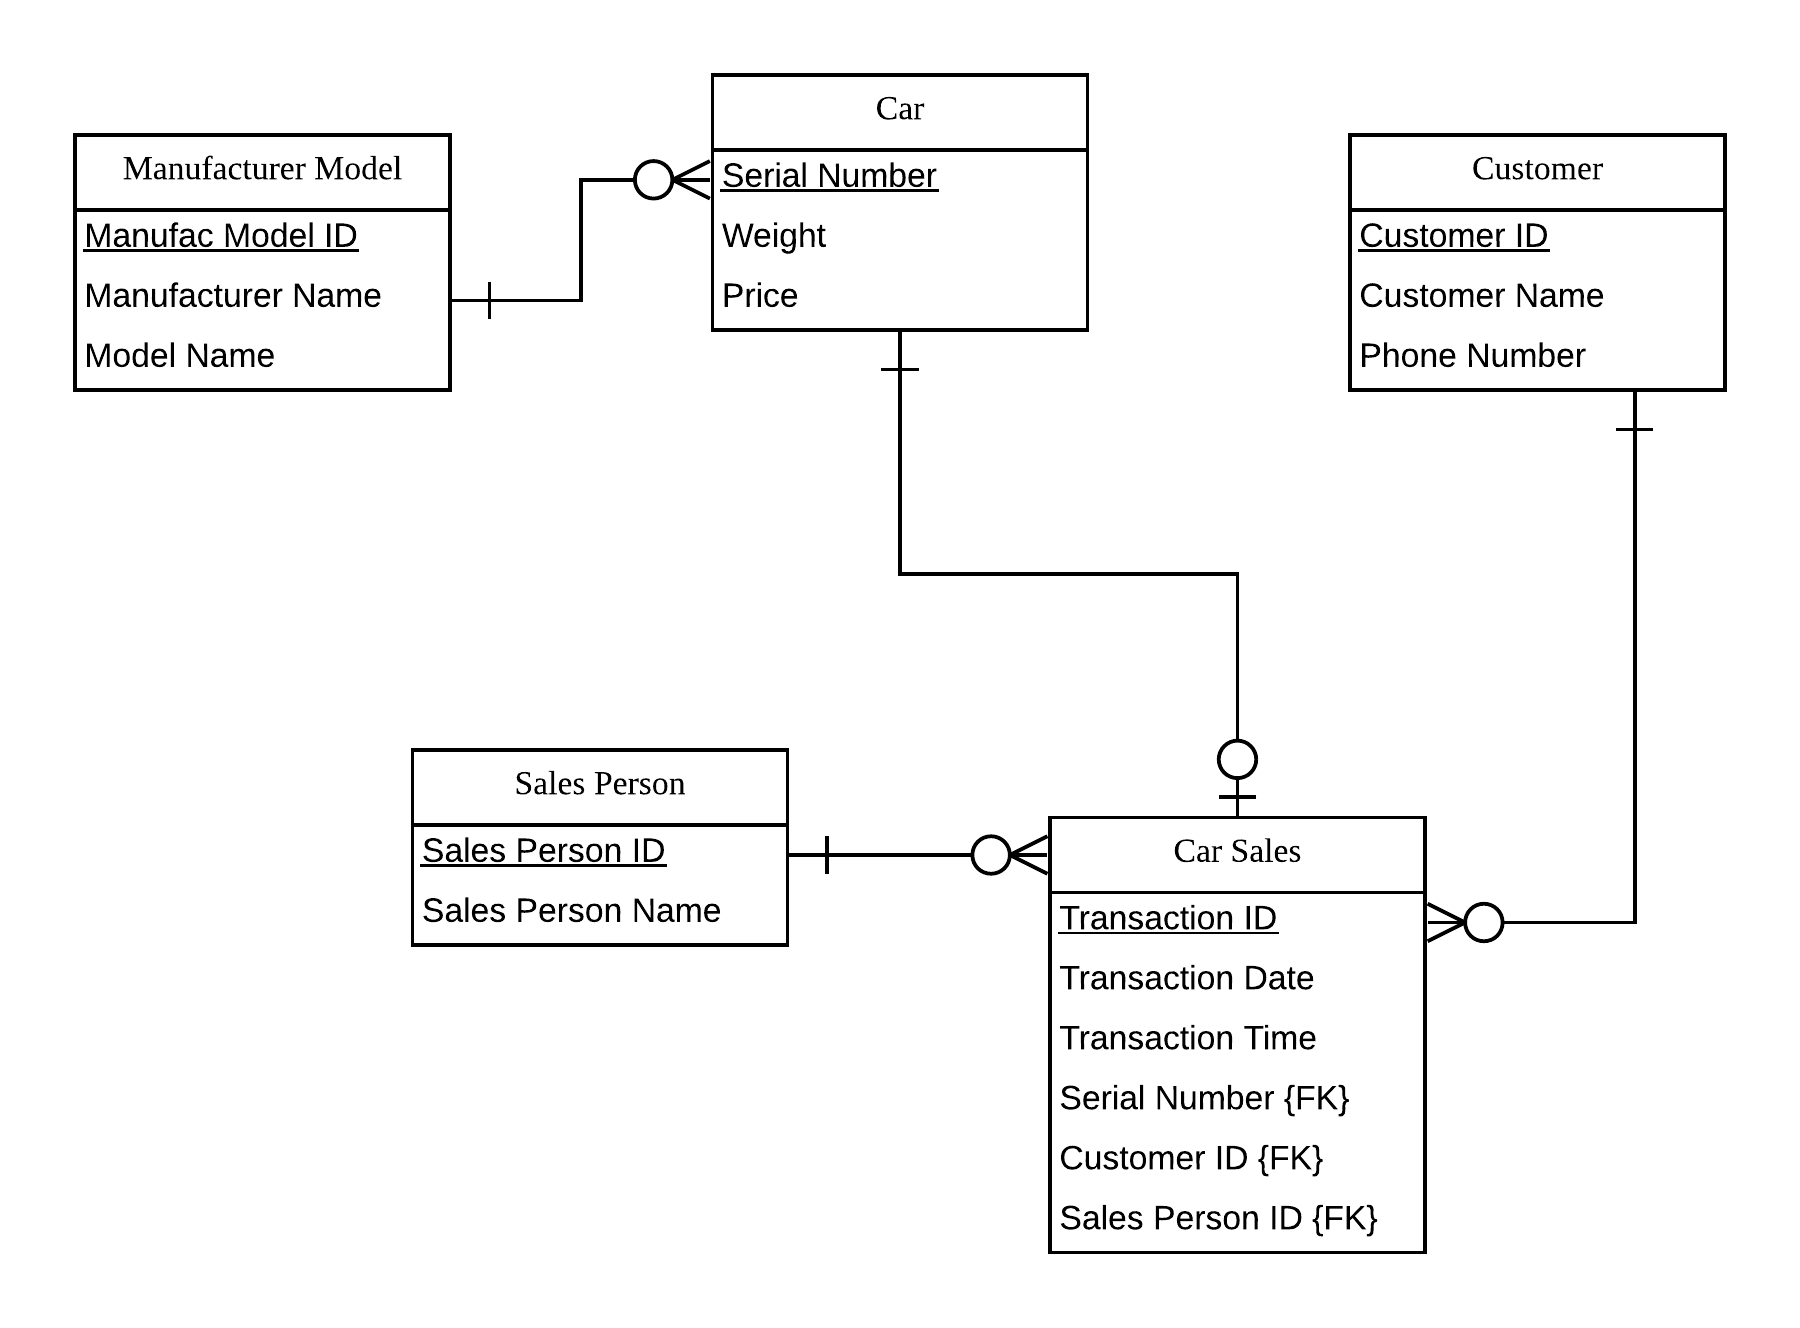 Manufacturer Model
Manufac Model ID
Manufacturer Name
Model Name
Car
Serial Number
Weight
Price
Customer
Customer ID
Customer Name
Phone Number
Sales Person
Sales Person ID
Sales Person Name
Car Sales
Transaction ID
Transaction Date
Transaction Time
Serial Number {FK}
Customer ID {FK}
Sales Person ID {FK}